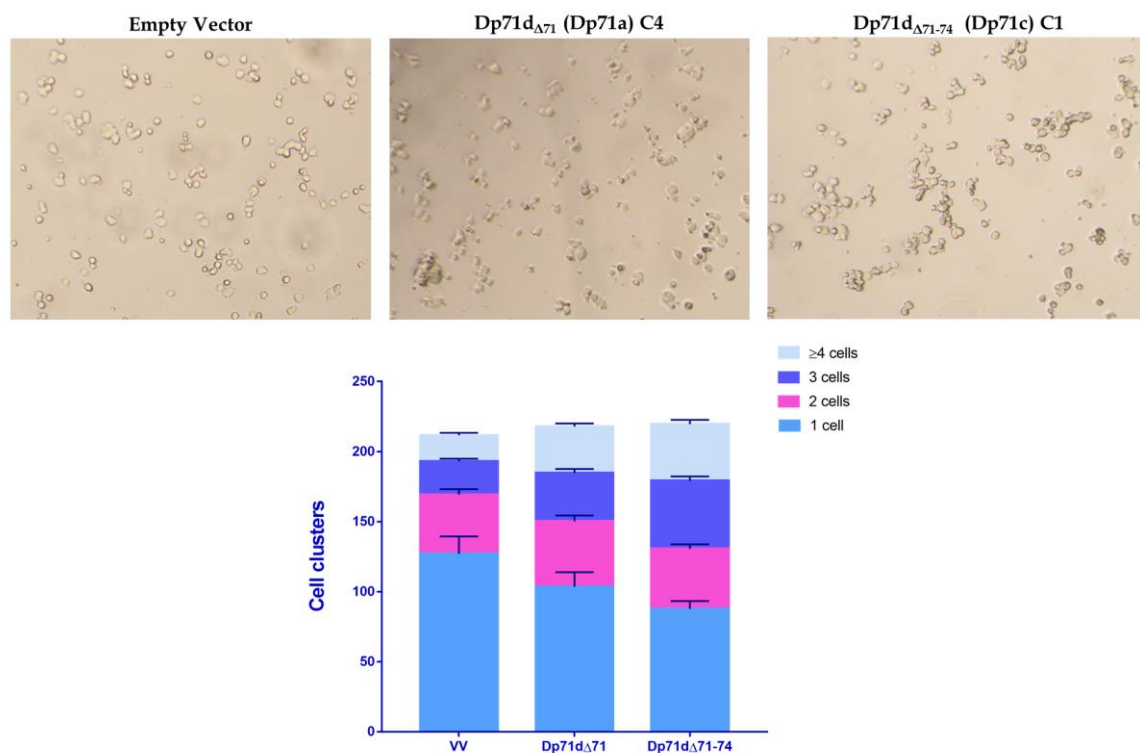 Empty Vector
Dp71dΔ71 (Dp71a) C4
Dp71dΔ71-74 (Dp71c) C1
≥4 cells
3 cells
2 cells
1 cell
Cell clusters
250
200
150
100
50
0
VV
Dp71dΔ71
Dp71dΔ71-74